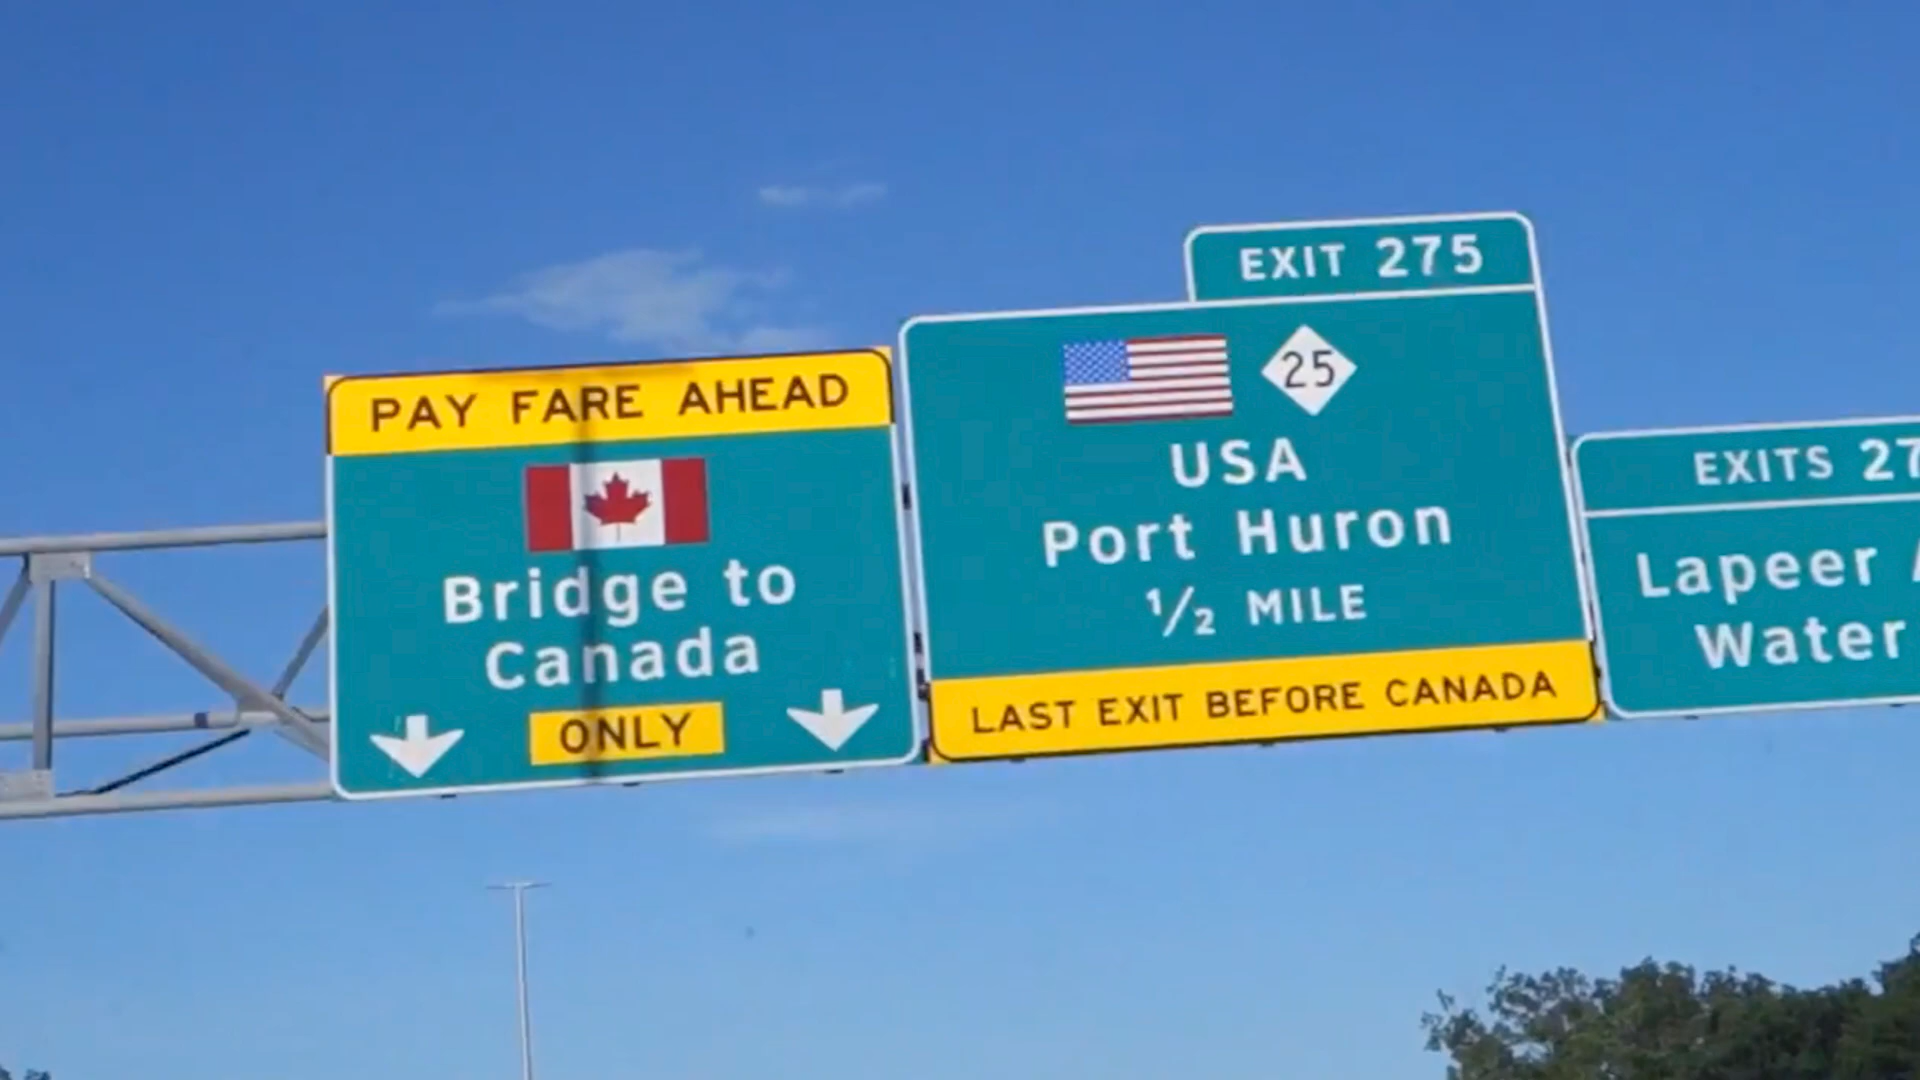 PAY FARE AHEAD
Bridge to
Canada
ONLY
EXIT 275
25
USA
Port Huron
1/2 MILE
LAST EXIT BEFORE CANADA
EXITS 27
Lapeer
Water